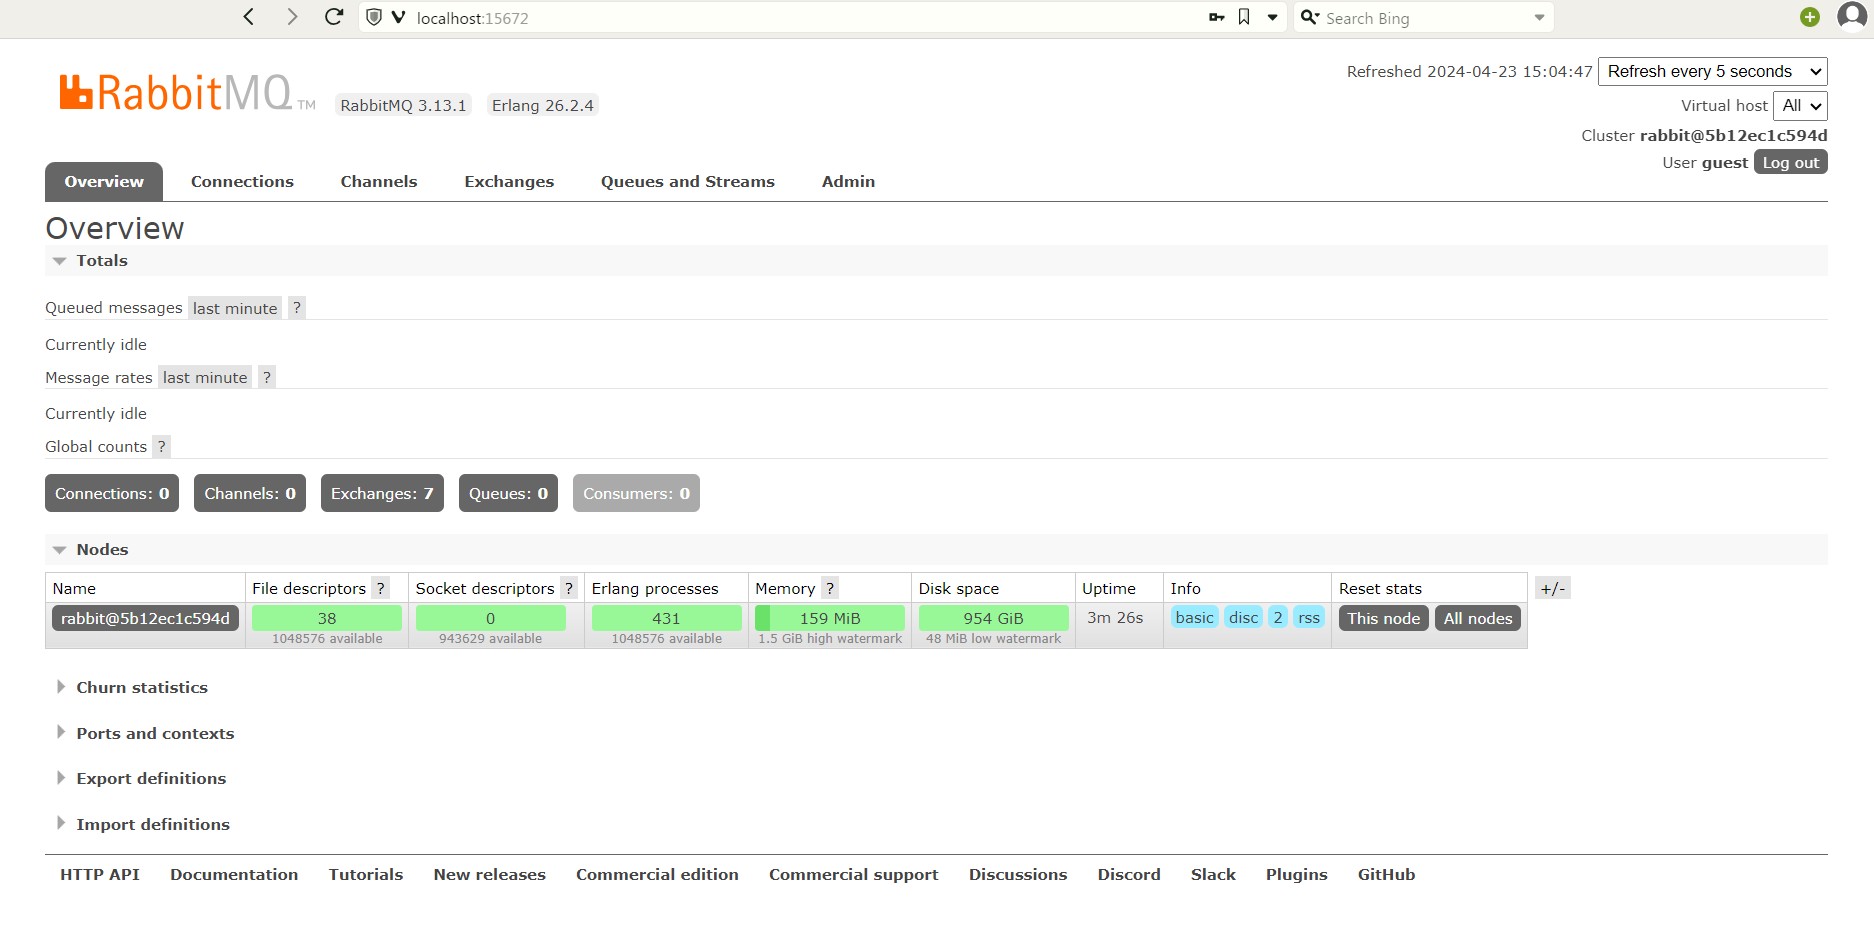 localhost:15672
Search Bing
RabbitMQ TM
RabbitMQ 3.13.1 Erlang 26.2.4
Refreshed 2024-04-23 15:04:47 Refresh every 5 seconds
Virtual host All
Cluster rabbit@5b12ec1c594d
User guest Log out
Overview Connections Channels Exchanges Queues and Streams Admin
Overview
Totals
Queued messages last minute ?
Currently idle
Message rates last minute ?
Currently idle
Global counts ?
Connections: 0 Channels: 0 Exchanges: 7 Queues: 0 Consumers: 0
Nodes
Name File descriptors ? Socket descriptors ? Erlang processes Memory ? Disk space Uptime Info Reset stats +/-
rabbit@5b12ec1c594d 38 0 431 159 MiB 954 GiB 3m 26s basic disc 2 rss This node All nodes
1048576 available 943629 available 1048576 available 1.5 GiB high watermark 48 MiB low watermark
Churn statistics
Ports and contexts
Export definitions
Import definitions
HTTP API Documentation Tutorials New releases Commercial edition Commercial support Discussions Discord Slack Plugins GitHub